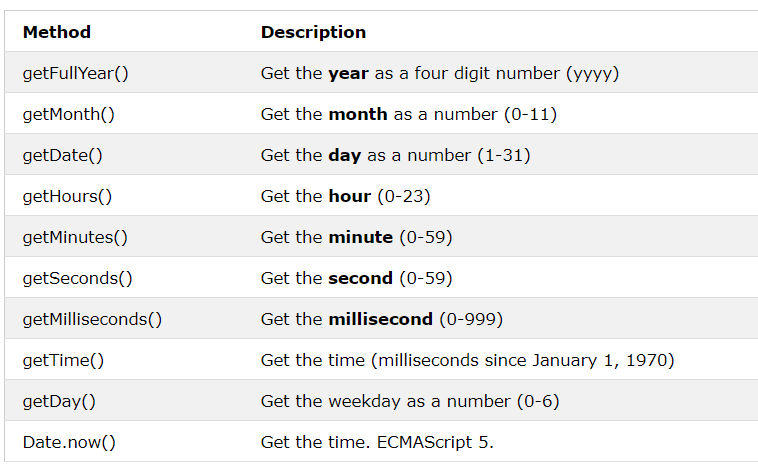 Method Description
getFullYear() Get the year as a four digit number (yyyy)
getMonth() Get the month as a number (0-11)
getDate() Get the day as a number (1-31)
getHours() Get the hour (0-23)
getMinutes() Get the minute (0-59)
getSeconds() Get the second (0-59)
getMilliseconds() Get the millisecond (0-999)
getTime() Get the time (milliseconds since January 1, 1970)
getDay() Get the weekday as a number (0-6)
Date.now() Get the time. ECMAScript 5.